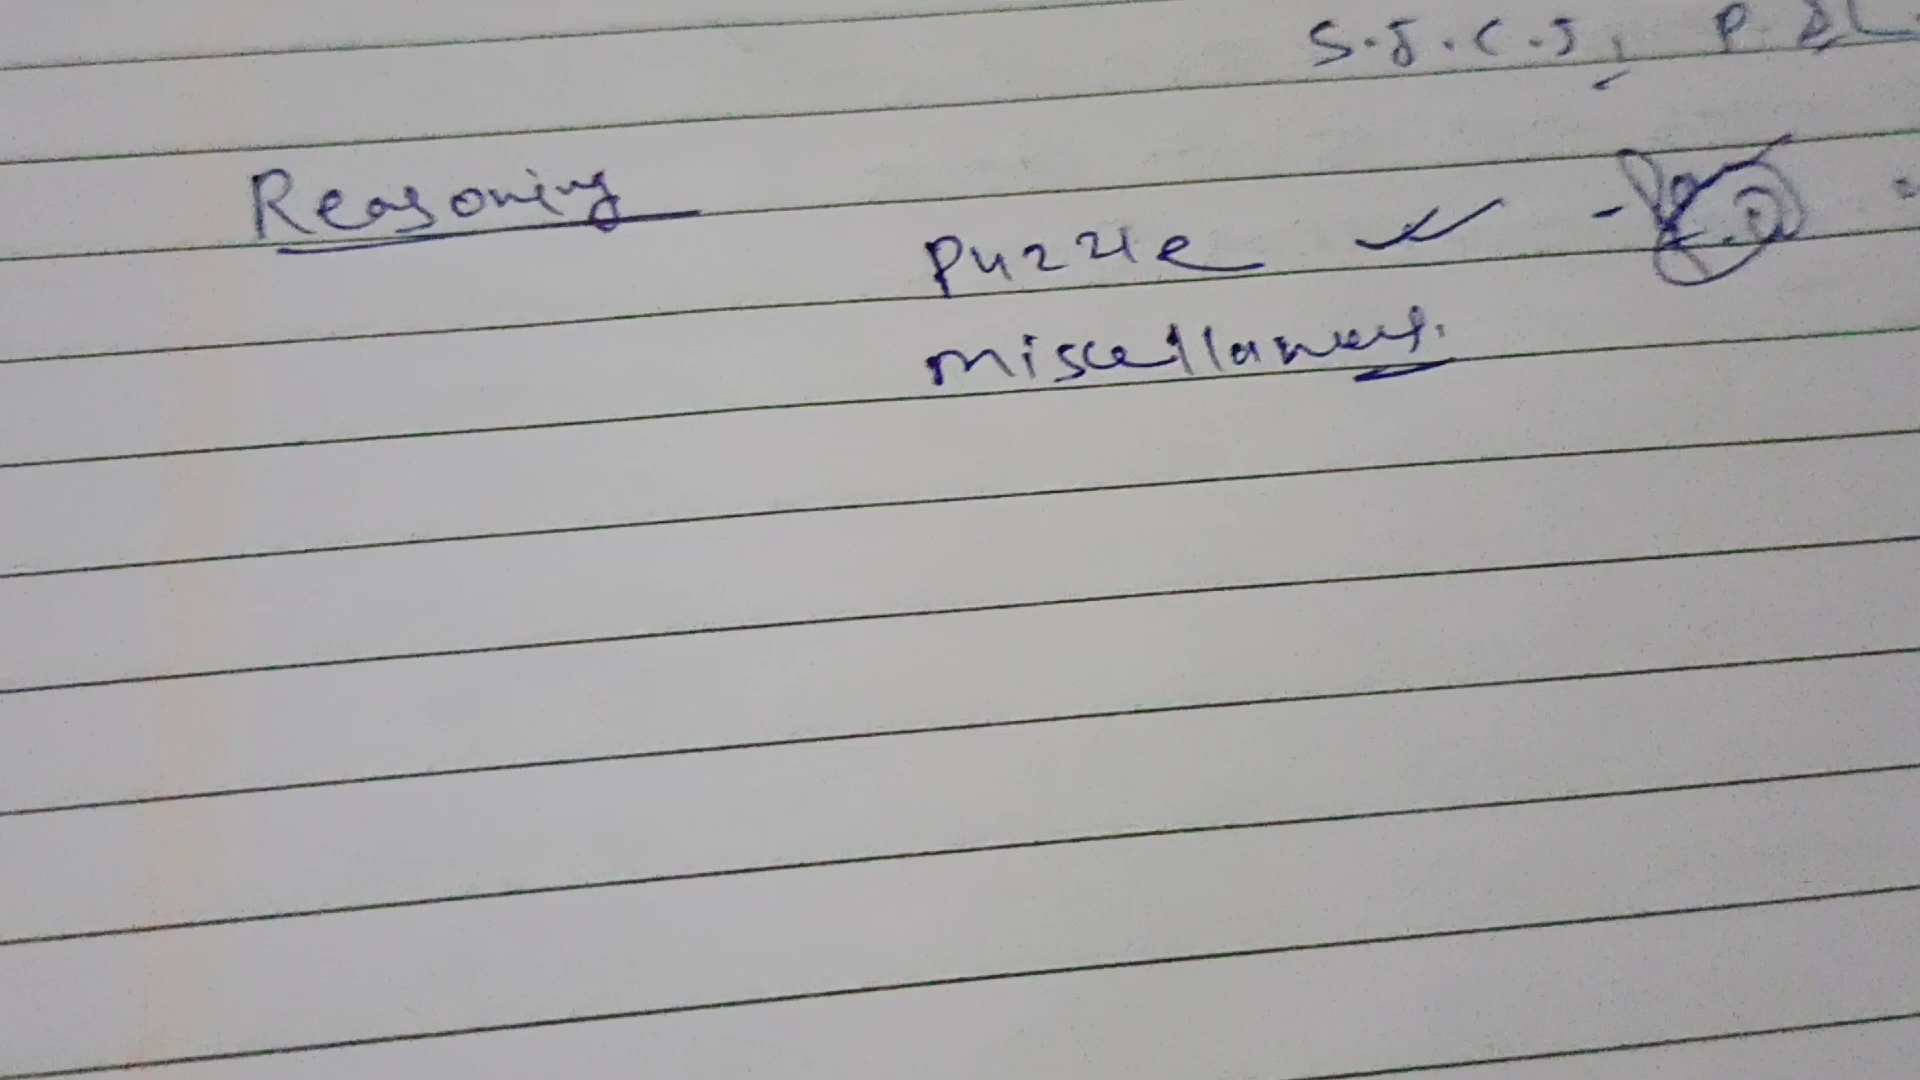 S.I.C.I, P.
Reasoning
Puzzle
miscellaneous.